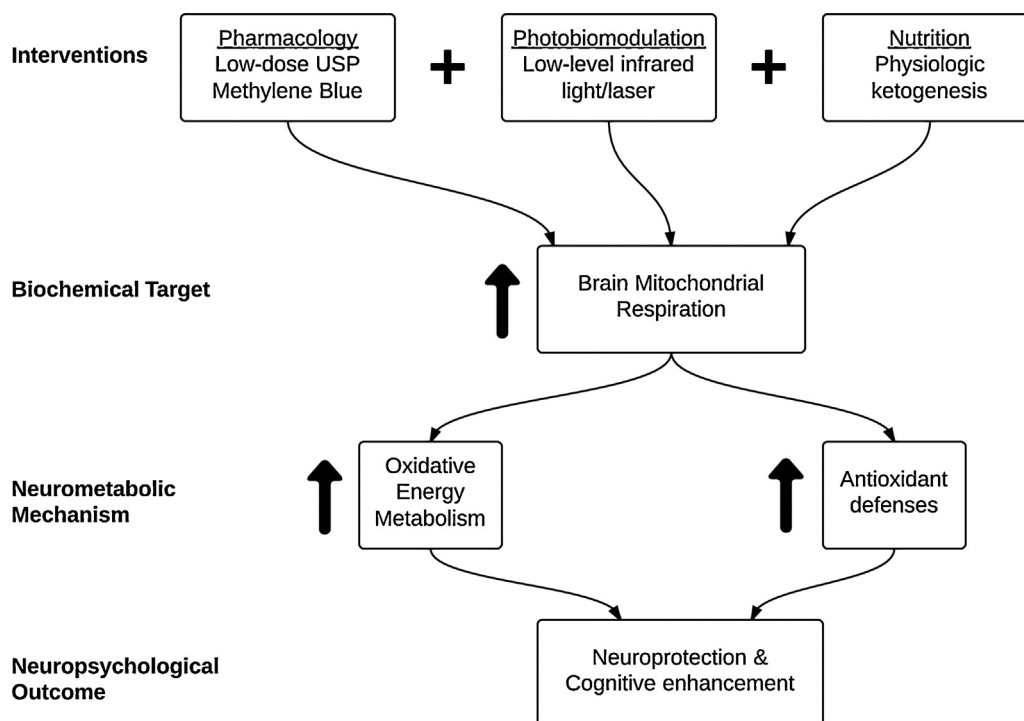 Interventions
Pharmacology
Low-dose USP
Methylene Blue
+
Photobiomodulation
Low-level infrared
light/laser
+
Nutrition
Physiologic
ketogenesis
Biochemical Target
Brain Mitochondrial
Respiration
Neurometabolic
Mechanism
Oxidative
Energy
Metabolism
Antioxidant
defenses
Neuropsychological
Outcome
Neuroprotection &
Cognitive enhancement